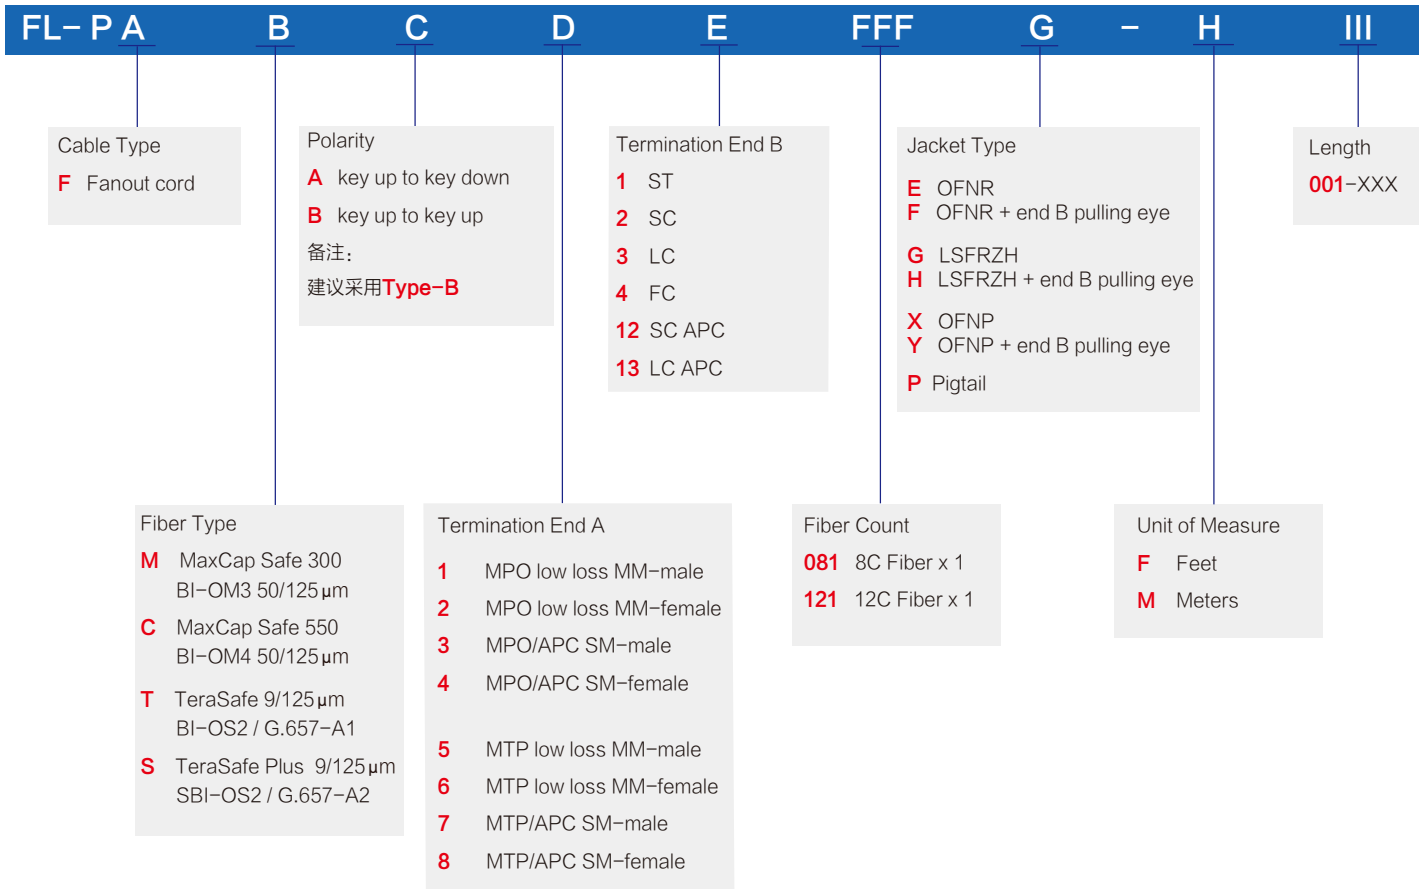 FL-PA B C D E FFF G - H III
Cable Type
F Fanout cord
Polarity
A key up to key down
B key up to key up
备注：
建议采用Type-B
Termination End B
1 ST
2 SC
3 LC
4 FC
12 SC APC
13 LC APC
Jacket Type
E OFNR
F OFNR + end B pulling eye
G LSFRZH
H LSFRZH + end B pulling eye
X OFNP
Y OFNP + end B pulling eye
P Pigtail
Length
001-XXX
Fiber Type
M MaxCap Safe 300
BI-OM3 50/125μm
C MaxCap Safe 550
BI-OM4 50/125μm
T TeraSafe 9/125μm
BI-OS2 / G.657-A1
S TeraSafe Plus 9/125μm
SBI-OS2 / G.657-A2
Termination End A
1 MPO low loss MM-male
2 MPO low loss MM-female
3 MPO/APC SM-male
4 MPO/APC SM-female
5 MTP low loss MM-male
6 MTP low loss MM-female
7 MTP/APC SM-male
8 MTP/APC SM-female
Fiber Count
081 8C Fiber x 1
121 12C Fiber x 1
Unit of Measure
F Feet
M Meters